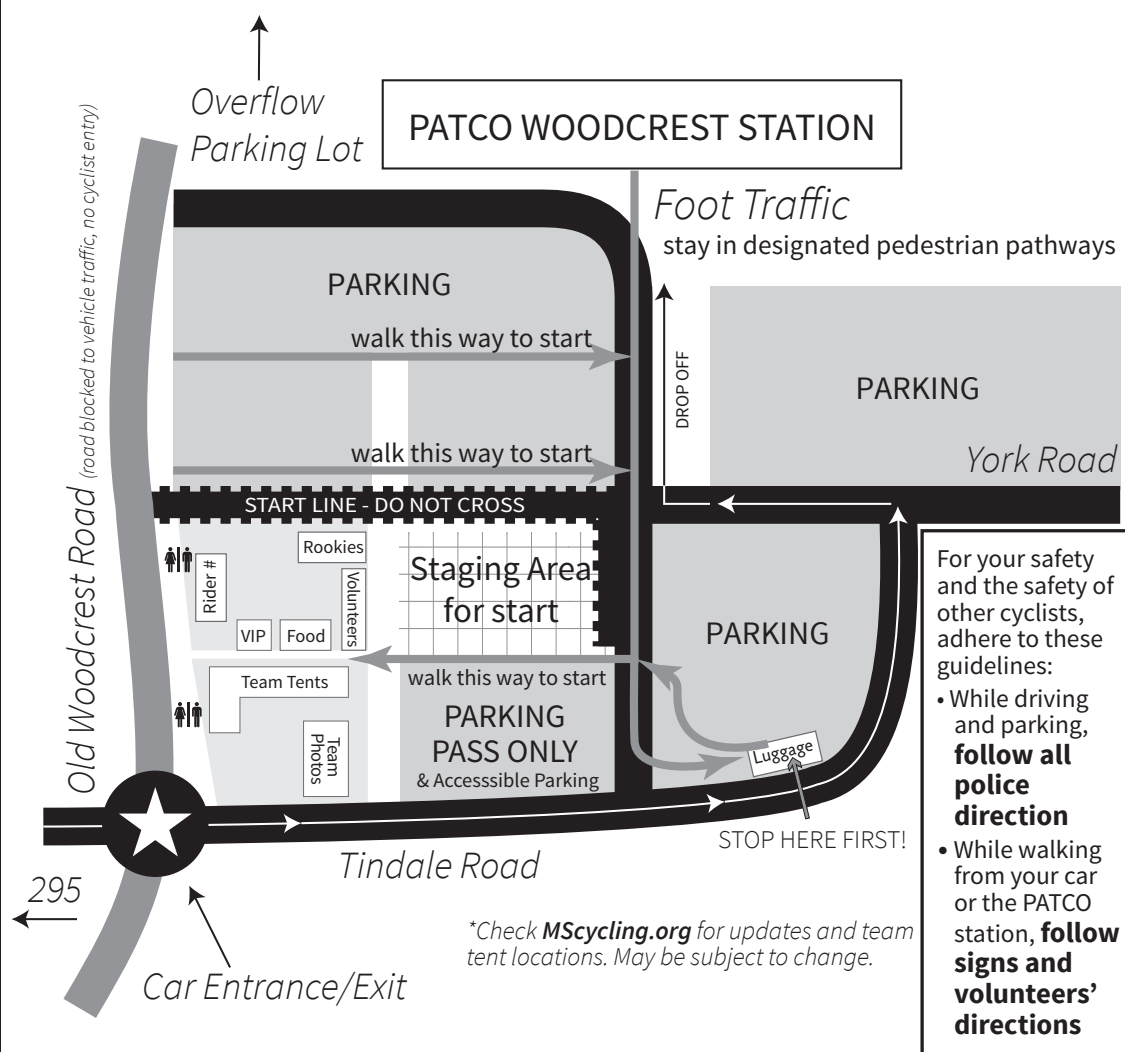 Overflow
Parking Lot
PATCO WOODCREST STATION
Foot Traffic
stay in designated pedestrian pathways
Old Woodcrest Road (road blocked to vehicle traffic, no cyclist entry)
PARKING
walk this way to start
DROP OFF
PARKING
walk this way to start
York Road
START LINE - DO NOT CROSS
Rookies
Rider #
Volunteers
VIP
Food
Staging Area
for start
PARKING
walk this way to start
Team Tents
Team
Photos
PARKING
PASS ONLY
& Accesssible Parking
Luggage
STOP HERE FIRST!
Tindale Road
295
Car Entrance/Exit
*Check MScycling.org for updates and team
tent locations. May be subject to change.
For your safety
and the safety of
other cyclists,
adhere to these
guidelines:
• While driving
and parking,
follow all
police
direction
• While walking
from your car
or the PATCO
station, follow
signs and
volunteers’
directions